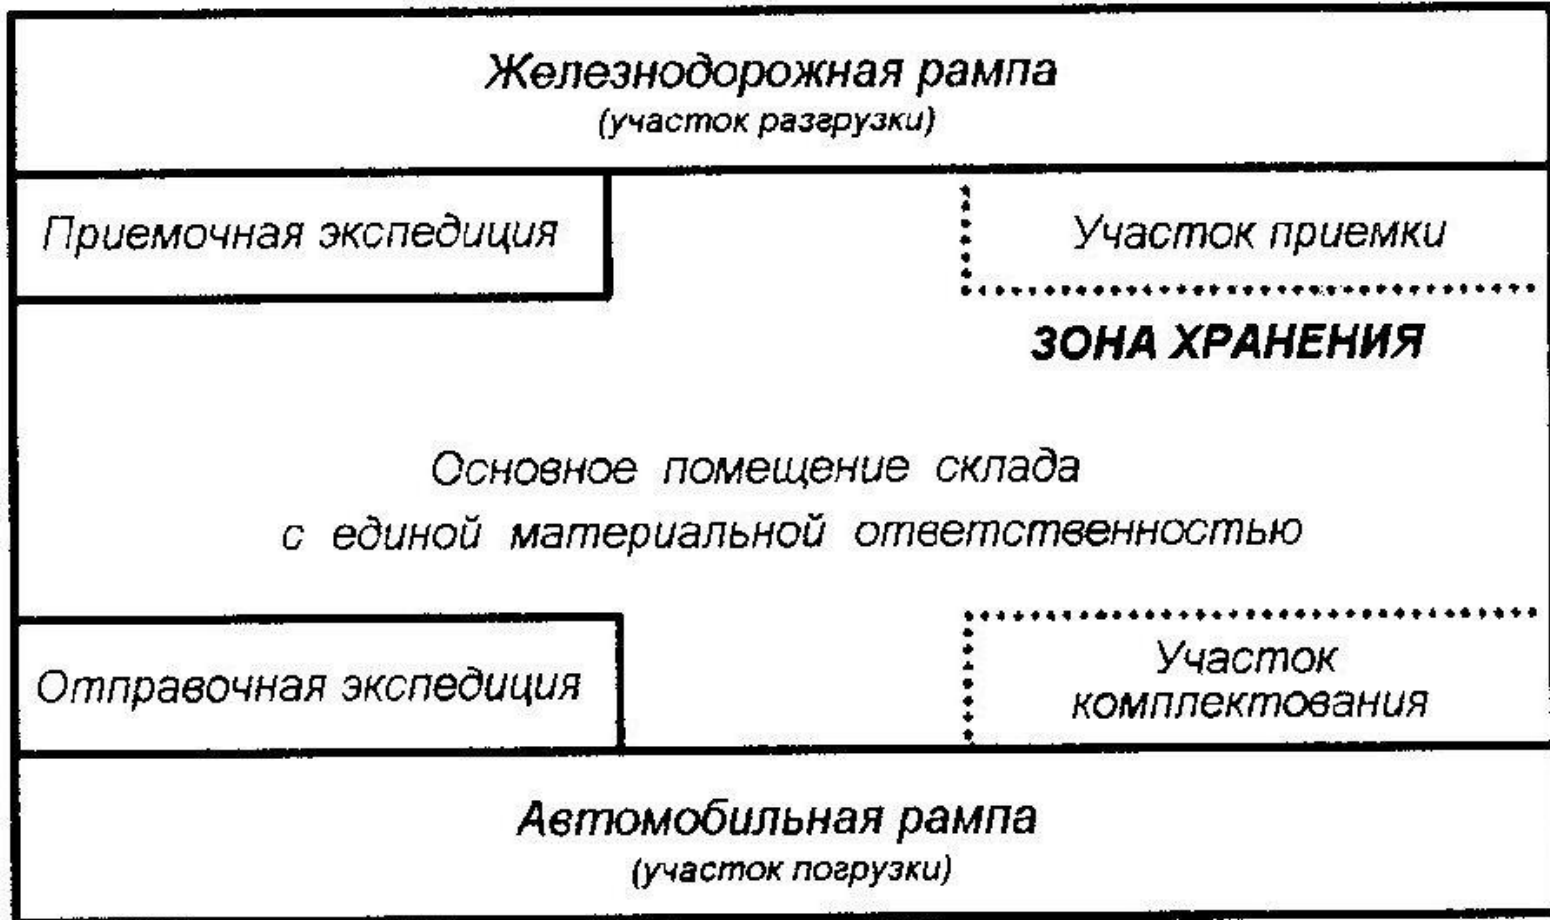 Железнодорожная рампа
(участок разгрузки)
Приемочная экспедиция
Участок приемки
ЗОНА ХРАНЕНИЯ
Основное помещение склада
с единой материальной ответственностью
Отправочная экспедиция
Участок
комплектования
Автомобильная рампа
(участок погрузки)